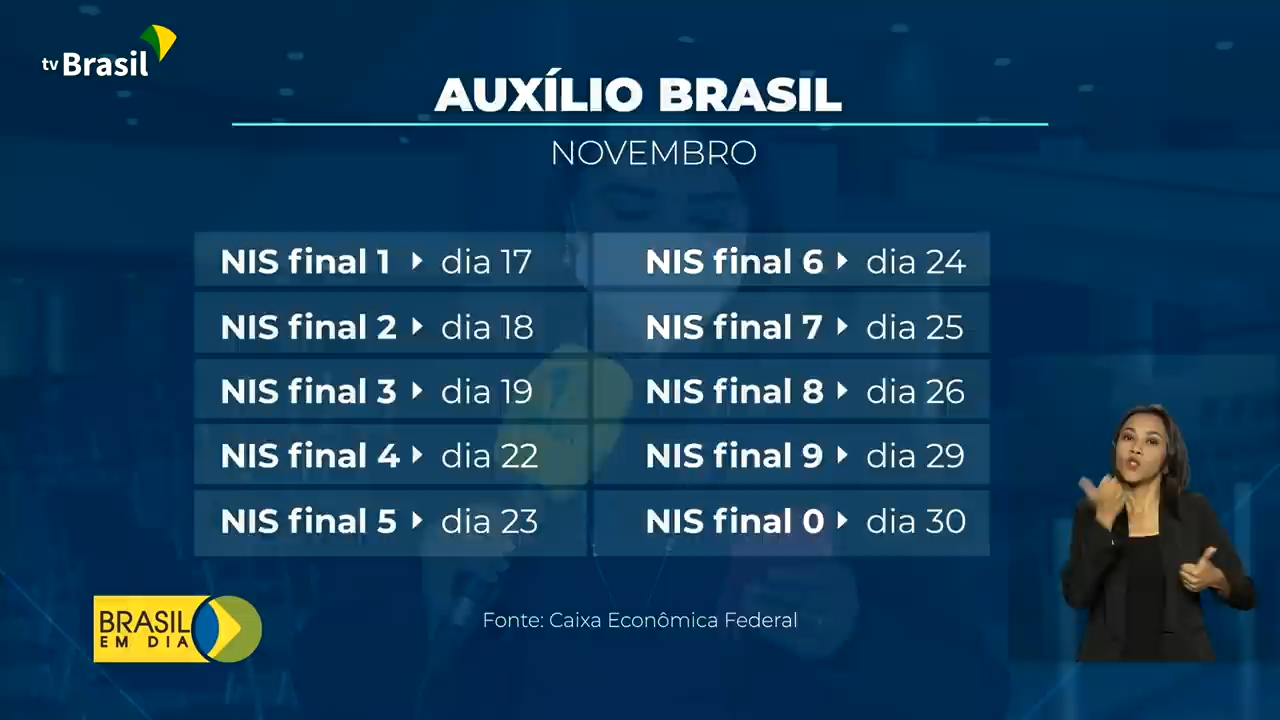 tv Brasil
AUXÍLIO BRASIL
NOVEMBRO
NIS final 1 dia 17
NIS final 2 dia 18
NIS final 3 dia 19
NIS final 4 dia 22
NIS final 5 dia 23
NIS final 6 dia 24
NIS final 7 dia 25
NIS final 8 dia 26
NIS final 9 dia 29
NIS final 0 dia 30
Fonte: Caixa Econômica Federal
BRASIL
EM DIA